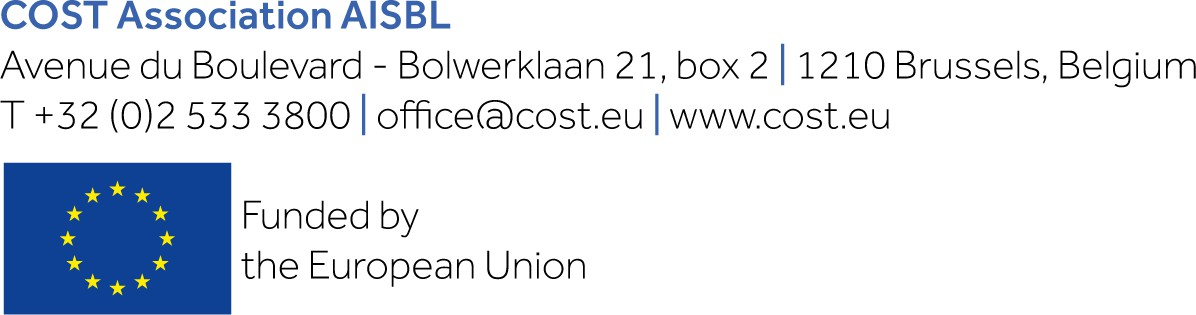 COST Association AISBL
Avenue du Boulevard - Bolwerklaan 21, box 2 | 1210 Brussels, Belgium
T +32 (0)2 533 3800 | office@cost.eu | www.cost.eu
Funded by
the European Union